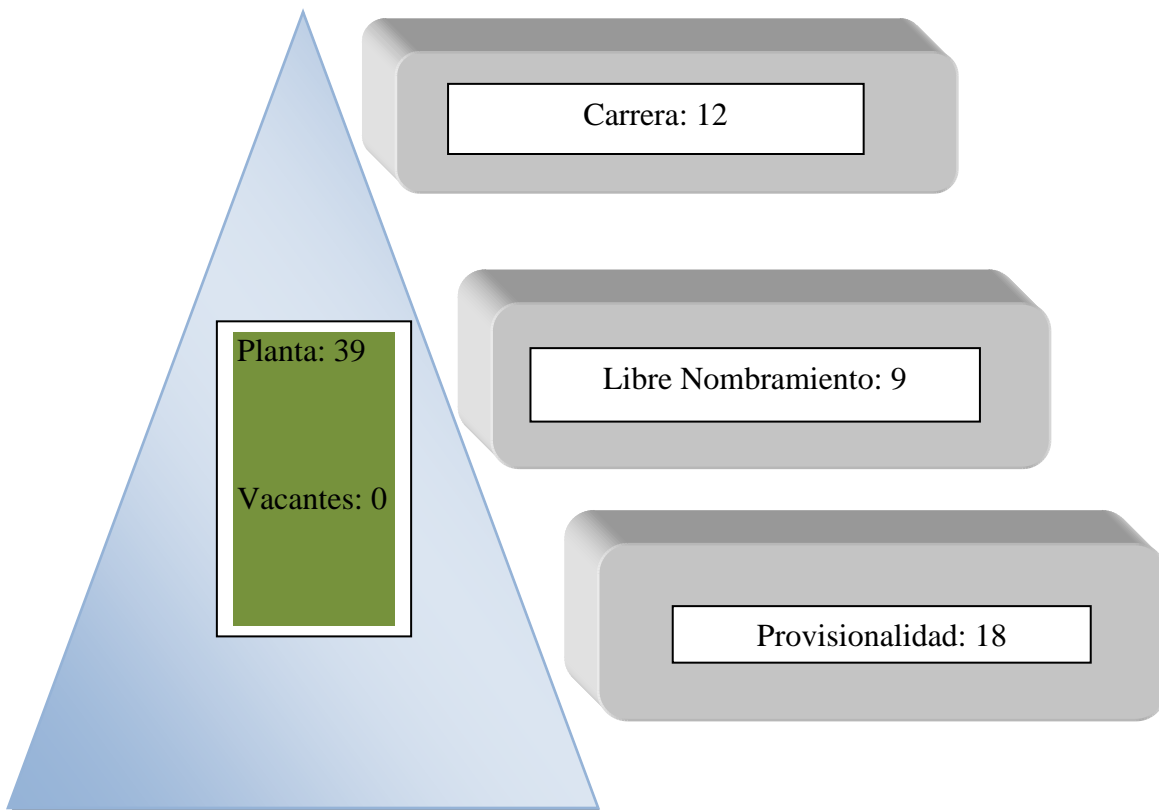 Carrera: 12
Planta: 39
Vacantes: 0
Libre Nombramiento: 9
Provisionalidad: 18